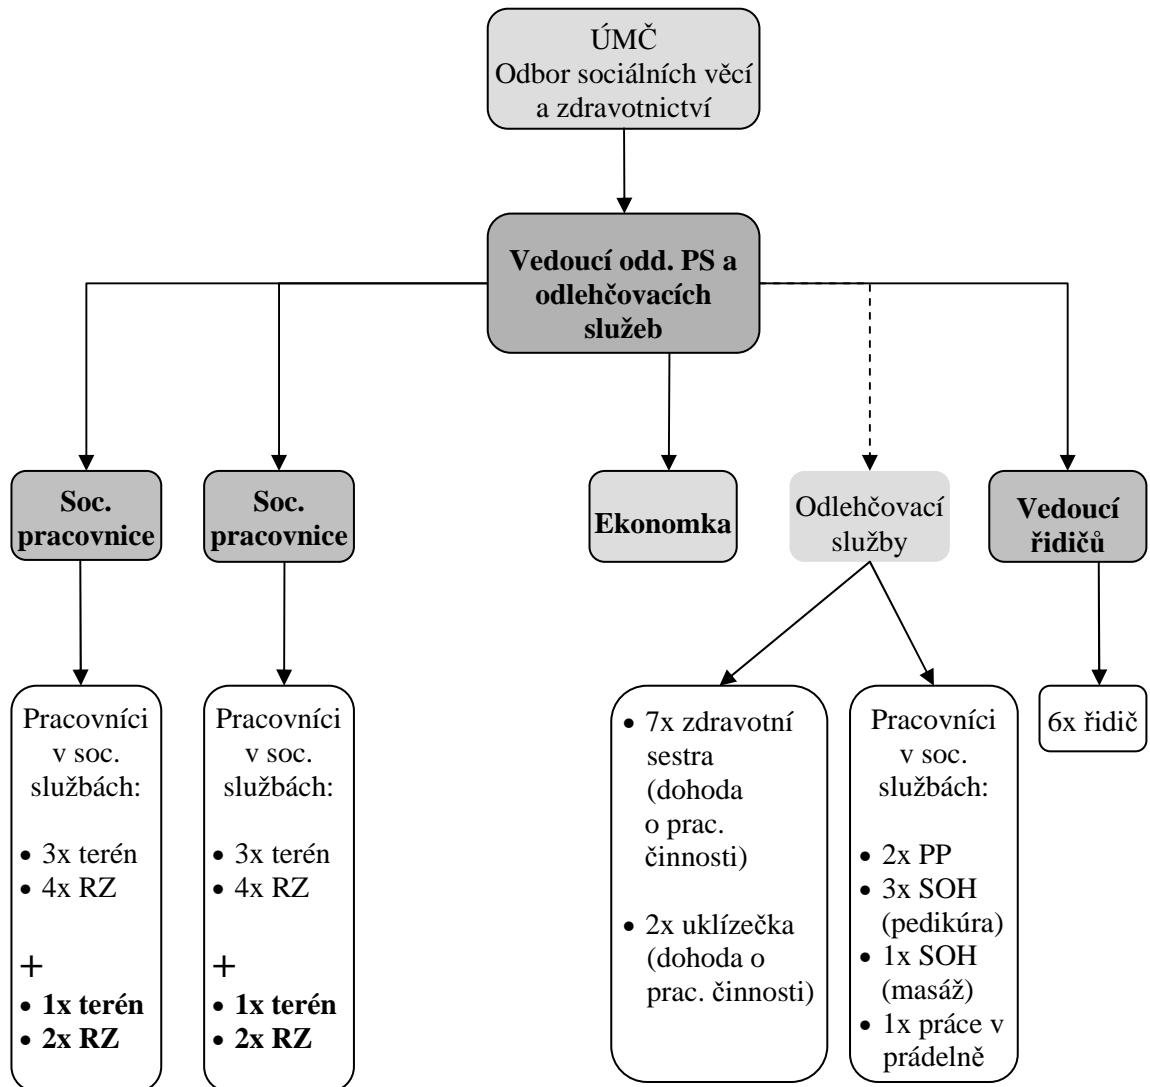 ÚMČ
Odbor sociálních věcí
a zdravotnictví
Vedoucí odd. PS a
odlehčovacích
služeb
Soc.
pracovnice
Soc.
pracovnice
Ekonomka
Odlehčovací
služby
Vedoucí
řidičů
Pracovníci
v soc.
službách:
• 3x terén
• 4x RZ
+
• 1x terén
• 2x RZ
Pracovníci
v soc.
službách:
• 3x terén
• 4x RZ
+
• 1x terén
• 2x RZ
• 7x zdravotní
sestra
(dohoda
o prac.
činnosti)
• 2x uklízečka
(dohoda o
prac. činnosti)
Pracovníci
v soc.
službách:
• 2x PP
• 3x SOH
(pedikúra)
• 1x SOH
(masáž)
• 1x práce v
prádelně
6x řidič